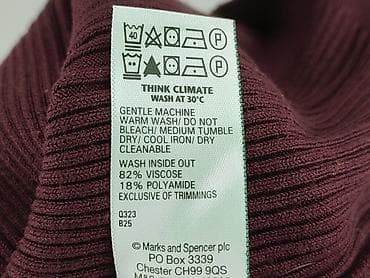 40 P
P
THINK CLIMATE
WASH AT 30°C
GENTLE MACHINE
WARM WASH/ DO NOT
BLEACH/ MEDIUM TUMBLE
DRY/ COOL IRON/ DRY
CLEANABLE
WASH INSIDE OUT
82% VISCOSE
18% POLYAMIDE
EXCLUSIVE OF TRIMMINGS
Q323
B25
© Marks and Spencer plc
PO Box 3339
Chester CH99 9QS